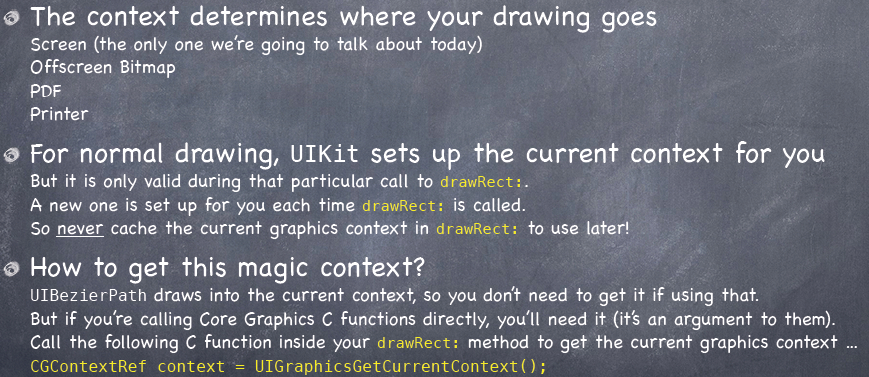 The context determines where your drawing goes
Screen (the only one we're going to talk about today)
Offscreen Bitmap
PDF
Printer
For normal drawing, UIKit sets up the current context for you
But it is only valid during that particular call to drawRect:.
A new one is set up for you each time drawRect: is called.
So never cache the current graphics context in drawRect: to use later!
How to get this magic context?
UIBezierPath draws into the current context, so you don't need to get it if using that.
But if you're calling Core Graphics C functions directly, you'll need it (it's an argument to them).
Call the following C function inside your drawRect: method to get the current graphics context ...
CGContextRef context = UIGraphicsGetCurrentContext();